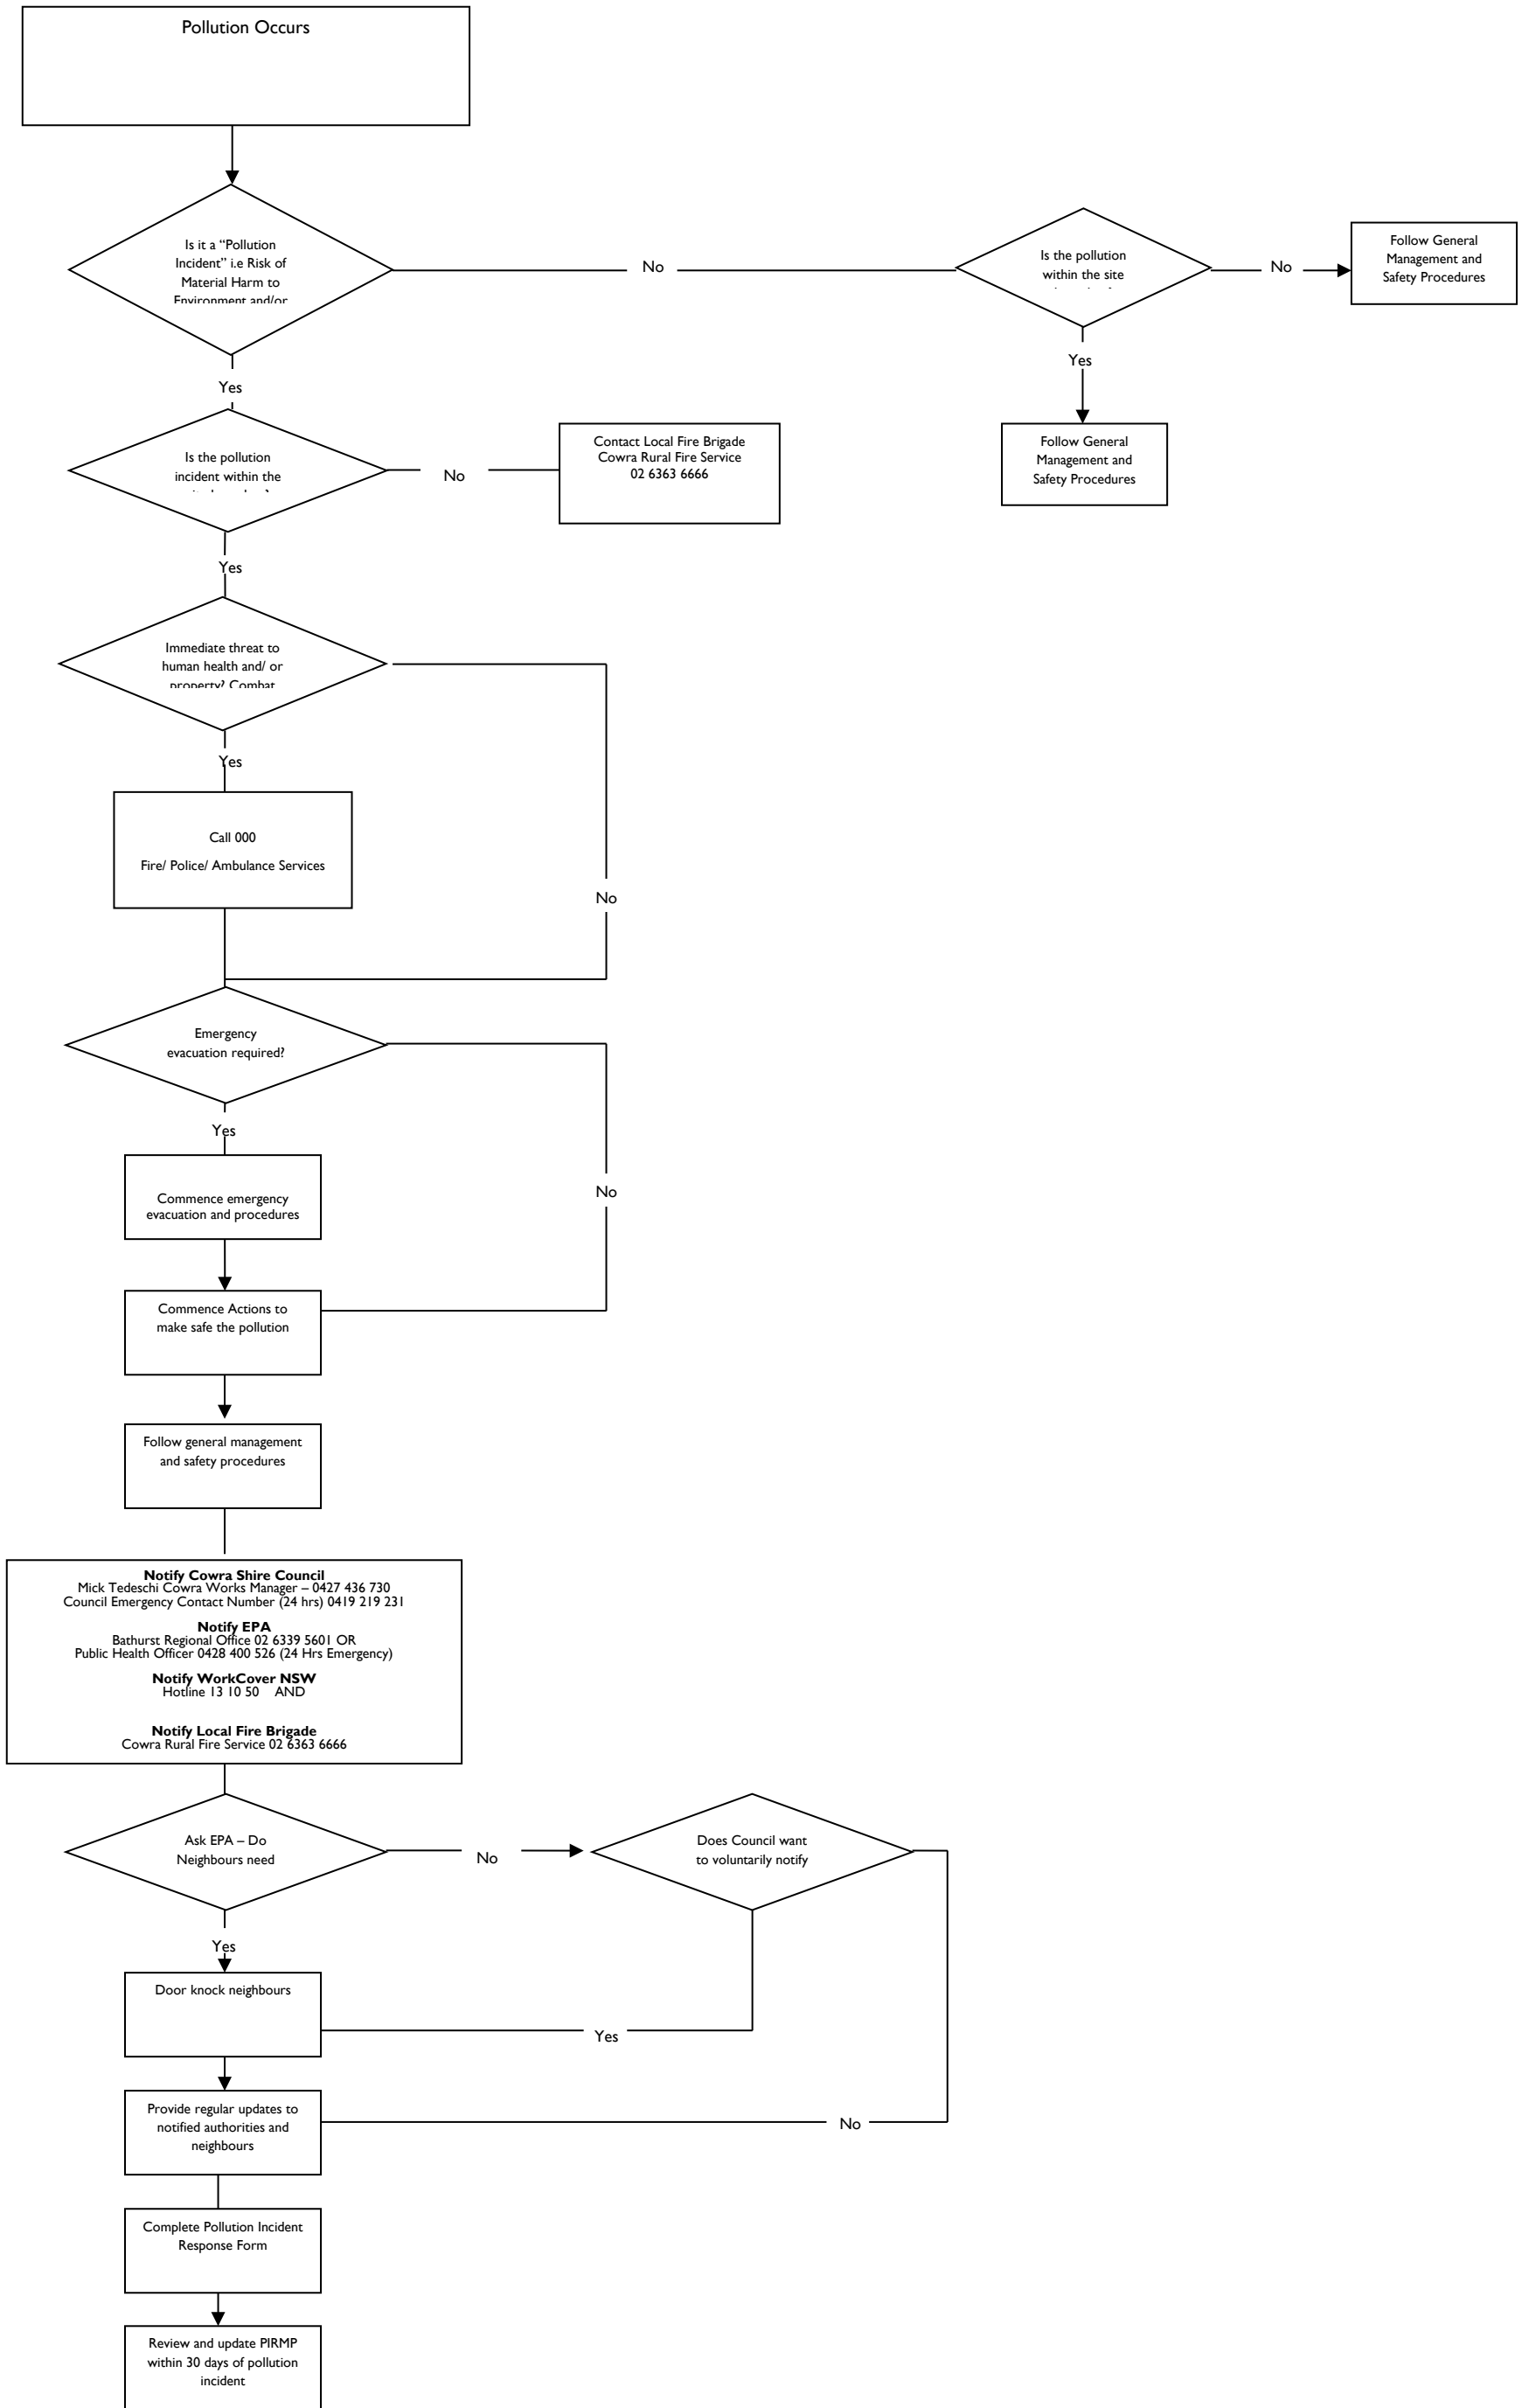 Pollution Occurs
Is it a “Pollution
Incident” i.e Risk of
Material Harm to
Environment and/or
No
Is the pollution
within the site
No
Follow General
Management and
Safety Procedures
Yes
Yes
Follow General
Management and
Safety Procedures
Is the pollution
incident within the
No
Contact Local Fire Brigade
Cowra Rural Fire Service
02 6363 6666
Yes
Immediate threat to
human health and/ or
property? Combat
Yes
Call 000
Fire/ Police/ Ambulance Services
No
Emergency
evacuation required?
Yes
No
Commence emergency
evacuation and procedures
Commence Actions to
make safe the pollution
Follow general management
and safety procedures
Notify Cowra Shire Council
Mick Tedeschi Cowra Works Manager – 0427 436 730
Council Emergency Contact Number (24 hrs) 0419 219 231
Notify EPA
Bathurst Regional Office 02 6339 5601 OR
Public Health Officer 0428 400 526 (24 Hrs Emergency)
Notify WorkCover NSW
Hotline 13 10 50 AND
Notify Local Fire Brigade
Cowra Rural Fire Service 02 6363 6666
Ask EPA – Do
Neighbours need
No
Does Council want
to voluntarily notify
Yes
Door knock neighbours
Yes
Provide regular updates to
notified authorities and
neighbours
No
Complete Pollution Incident
Response Form
Review and update PIRMP
within 30 days of pollution
incident